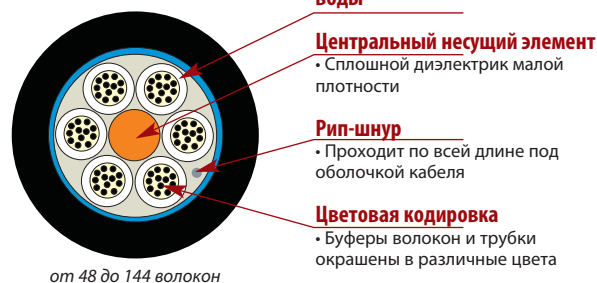 воды
Центральный несущий элемент
• Сплошной диэлектрик малой
плотности
Рип-шнур
• Проходит по всей длине под
оболочкой кабеля
Цветовая кодировка
• Буферы волокон и трубки
окрашены в различные цвета
от 48 до 144 волокон